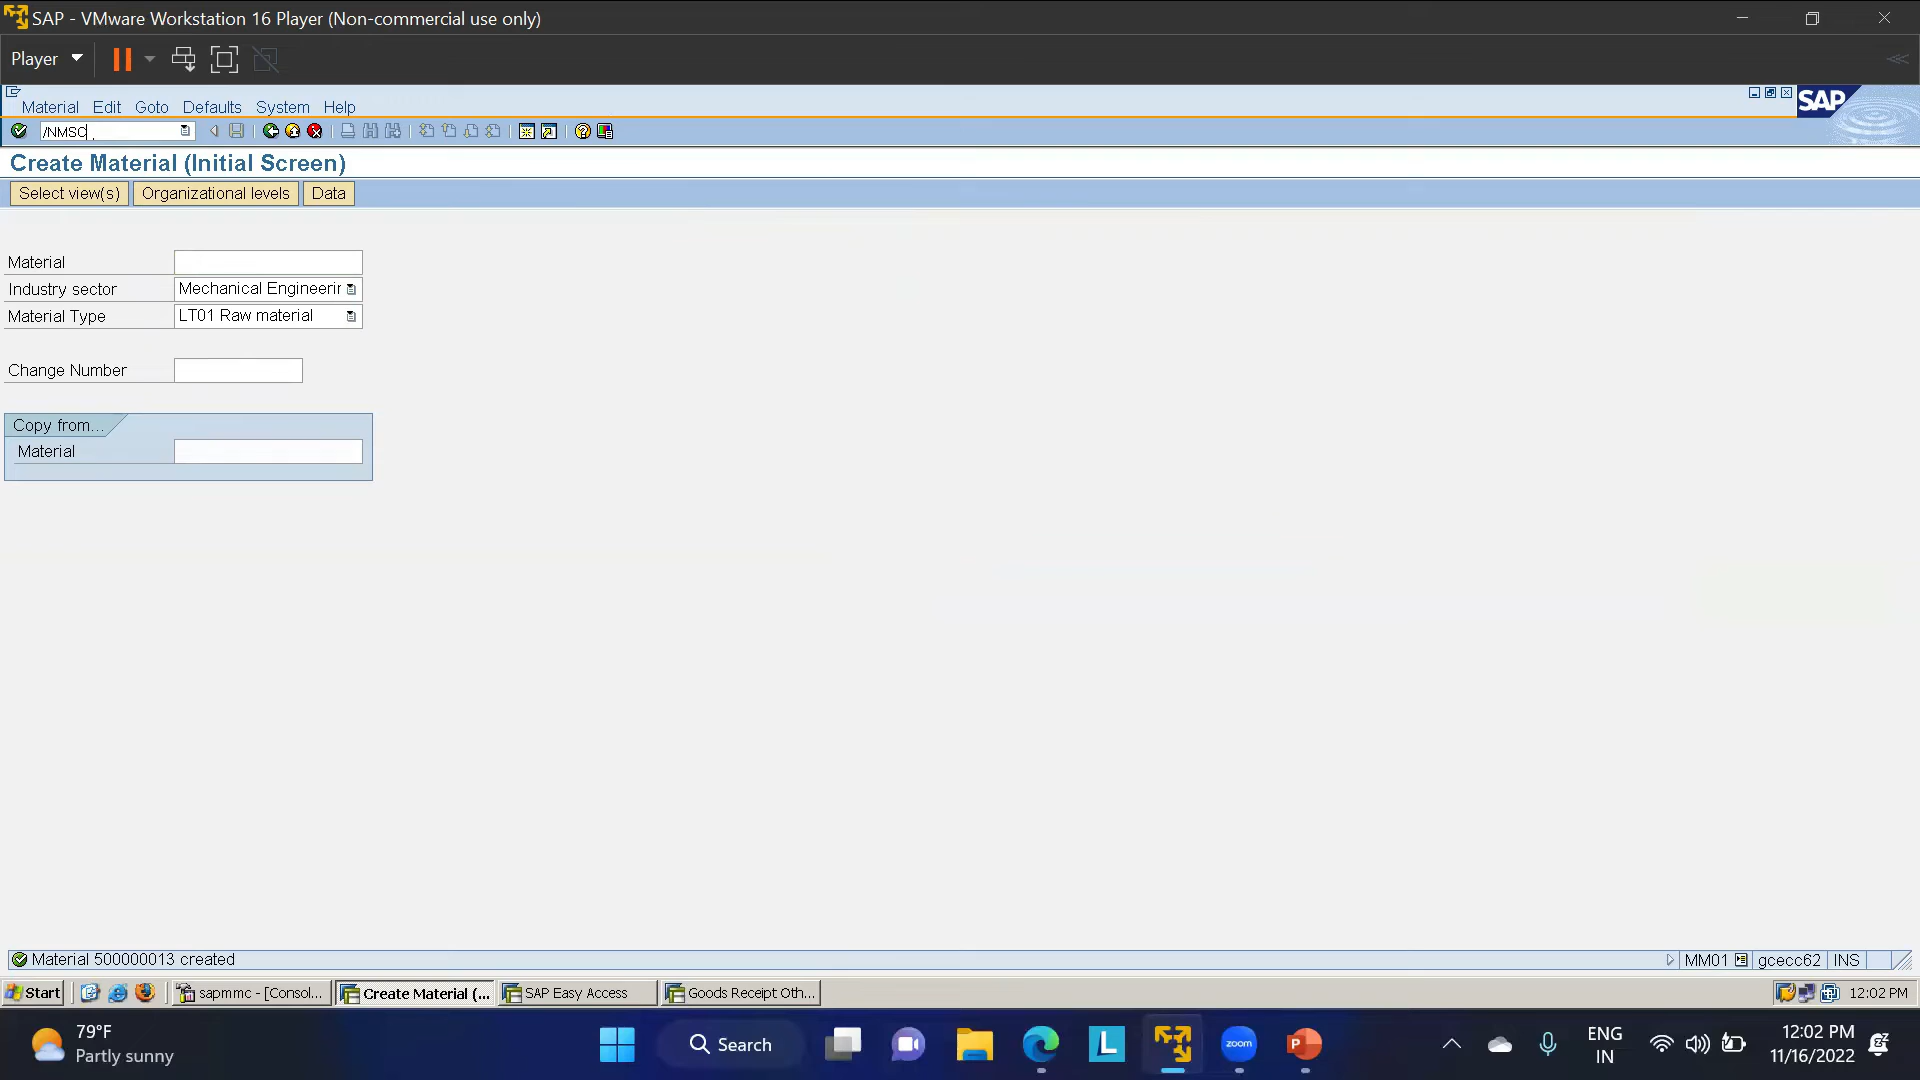 SAP - VMware Workstation 16 Player (Non-commercial use only)
Player
Material Edit Goto Defaults System Help
SAP
/NMSC
Create Material (Initial Screen)
Select view(s) Organizational levels Data
Material
Industry sector Mechanical Engineerir
Material Type LT01 Raw material
Change Number
Copy from...
Material
Material 500000013 created
MM01 gcecc62 INS
Start sapmmc - [Consol... Create Material (... SAP Easy Access Goods Receipt Oth... 12:02 PM
79°F
Partly sunny
Search
L
zoom
P
ENG
IN
12:02 PM
11/16/2022